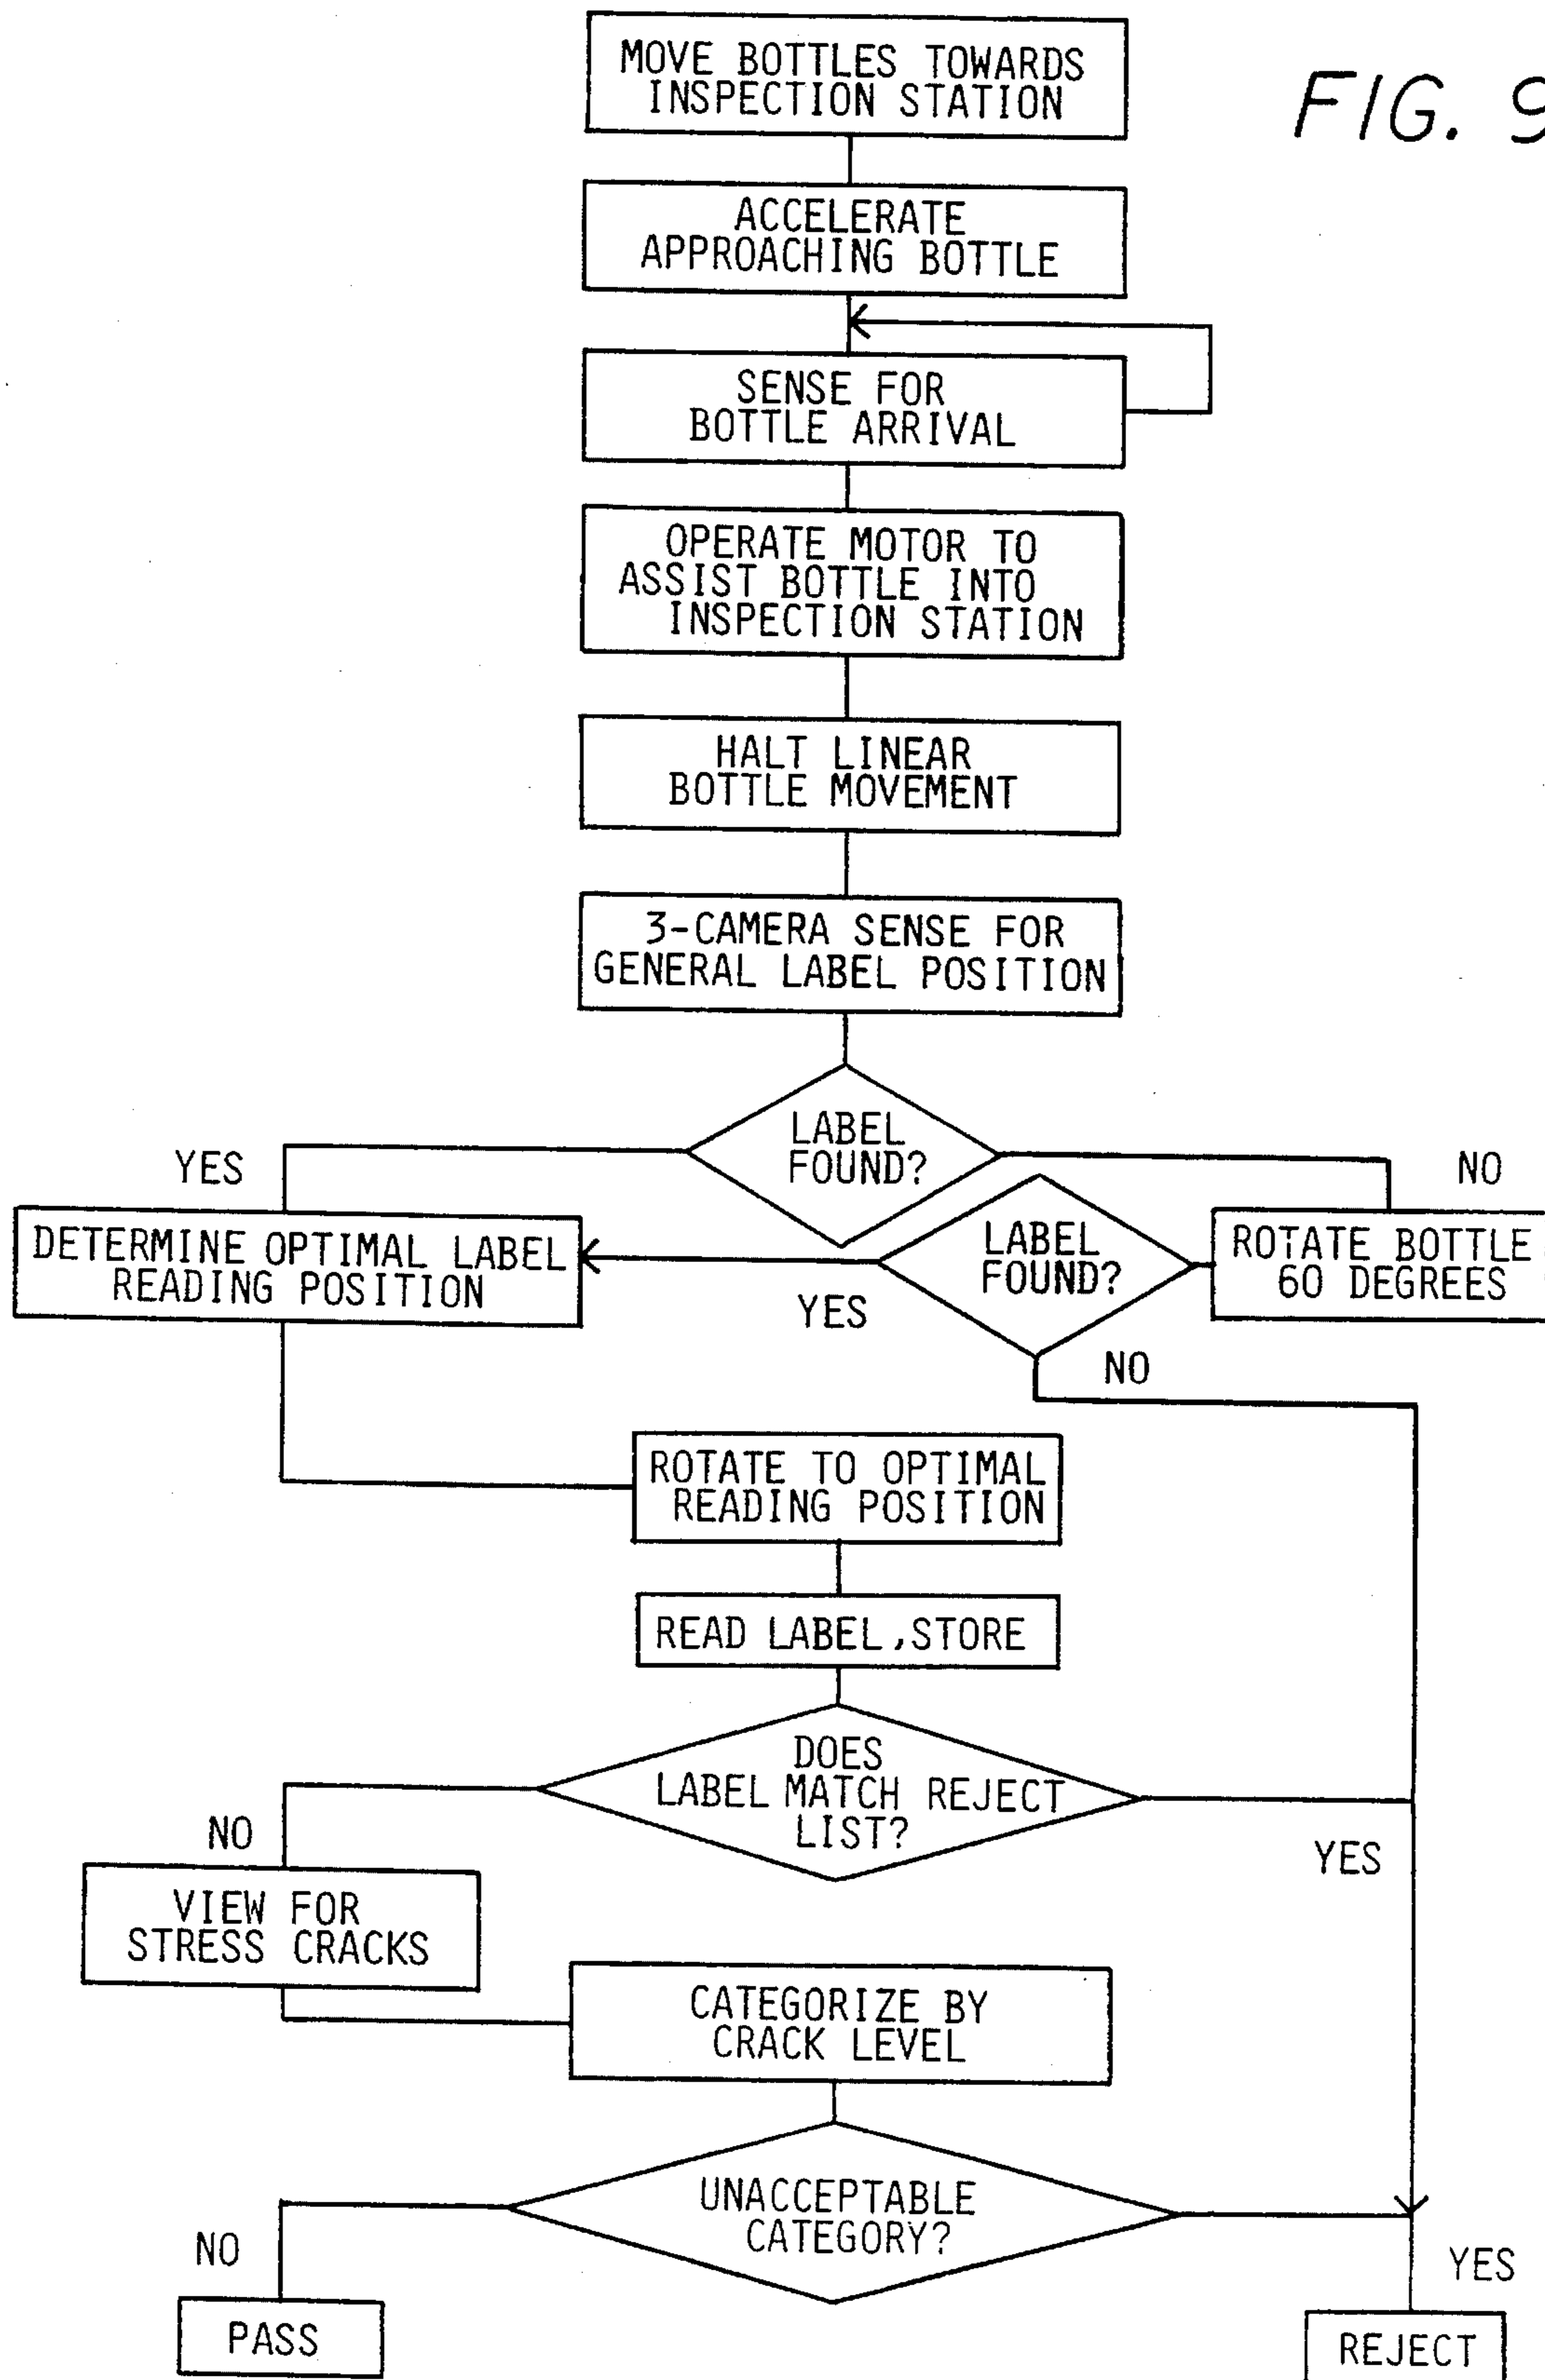 FIG. 9
MOVE BOTTLES TOWARDS
INSPECTION STATION
ACCELERATE
APPROACHING BOTTLE
SENSE FOR
BOTTLE ARRIVAL
OPERATE MOTOR TO
ASSIST BOTTLE INTO
INSPECTION STATION
HALT LINEAR
BOTTLE MOVEMENT
3-CAMERA SENSE FOR
GENERAL LABEL POSITION
LABEL
FOUND?
YES
NO
DETERMINE OPTIMAL LABEL
READING POSITION
LABEL
FOUND?
ROTATE BOTTLE
60 DEGREES
YES
NO
ROTATE TO OPTIMAL
READING POSITION
READ LABEL,STORE
DOES
LABEL MATCH REJECT
LIST?
NO
YES
VIEW FOR
STRESS CRACKS
CATEGORIZE BY
CRACK LEVEL
UNACCEPTABLE
CATEGORY?
NO
YES
PASS
REJECT